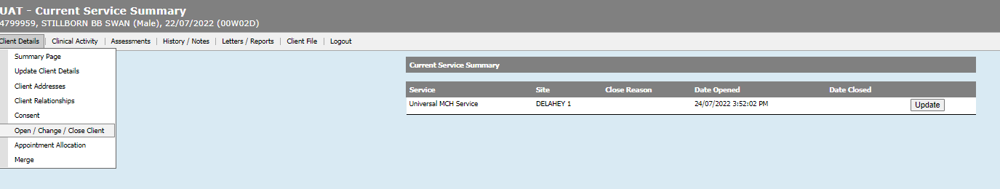 UAT - Current Service Summary
4799959, STILLBORN BB SWAN (Male), 22/07/2022 (00W02D)
Client Details | Clinical Activity | Assessments | History / Notes | Letters / Reports | Client File | Logout
Summary Page
Update Client Details
Client Addresses
Client Relationships
Consent
Open / Change / Close Client
Appointment Allocation
Merge
Current Service Summary
Service Site Close Reason Date Opened Date Closed
Universal MCH Service DELAHEY 1 24/07/2022 3:52:02 PM Update